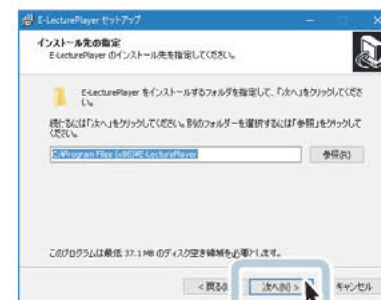 E-LecturePlayer セットアップ
インストール先の指定
E-LecturePlayer のインストール先を指定してください。
E-LecturePlayer をインストールするフォルダを指定して、「次へ」をクリックしてくださ
い。
続けるには「次へ」をクリックしてください。別のフォルダーを選択するには「参照」をクリックして
ください。
C:\Program Files (x86)\E-LecturePlayer
参照(R)
このプログラムは最低 37.1 MB のディスク空き領域を必要とします。
< 戻る(B)
次へ(N) >
キャンセル